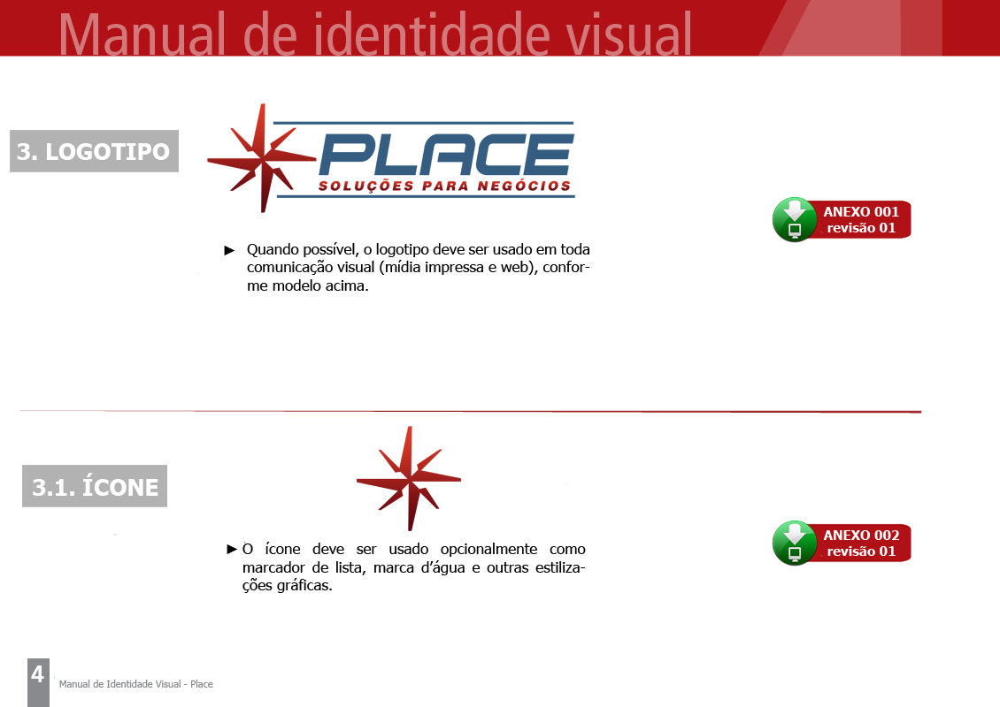 Manual de identidade visual
3. LOGOTIPO
PLACE
SOLUÇÕES PARA NEGÓCIOS
ANEXO 001
revisão 01
► Quando possível, o logotipo deve ser usado em toda
comunicação visual (mídia impressa e web), confor-
me modelo acima.
3.1. ÍCONE
ANEXO 002
revisão 01
► O ícone deve ser usado opcionalmente como
marcador de lista, marca d’água e outras estiliza-
ções gráficas.
4
Manual de Identidade Visual - Place